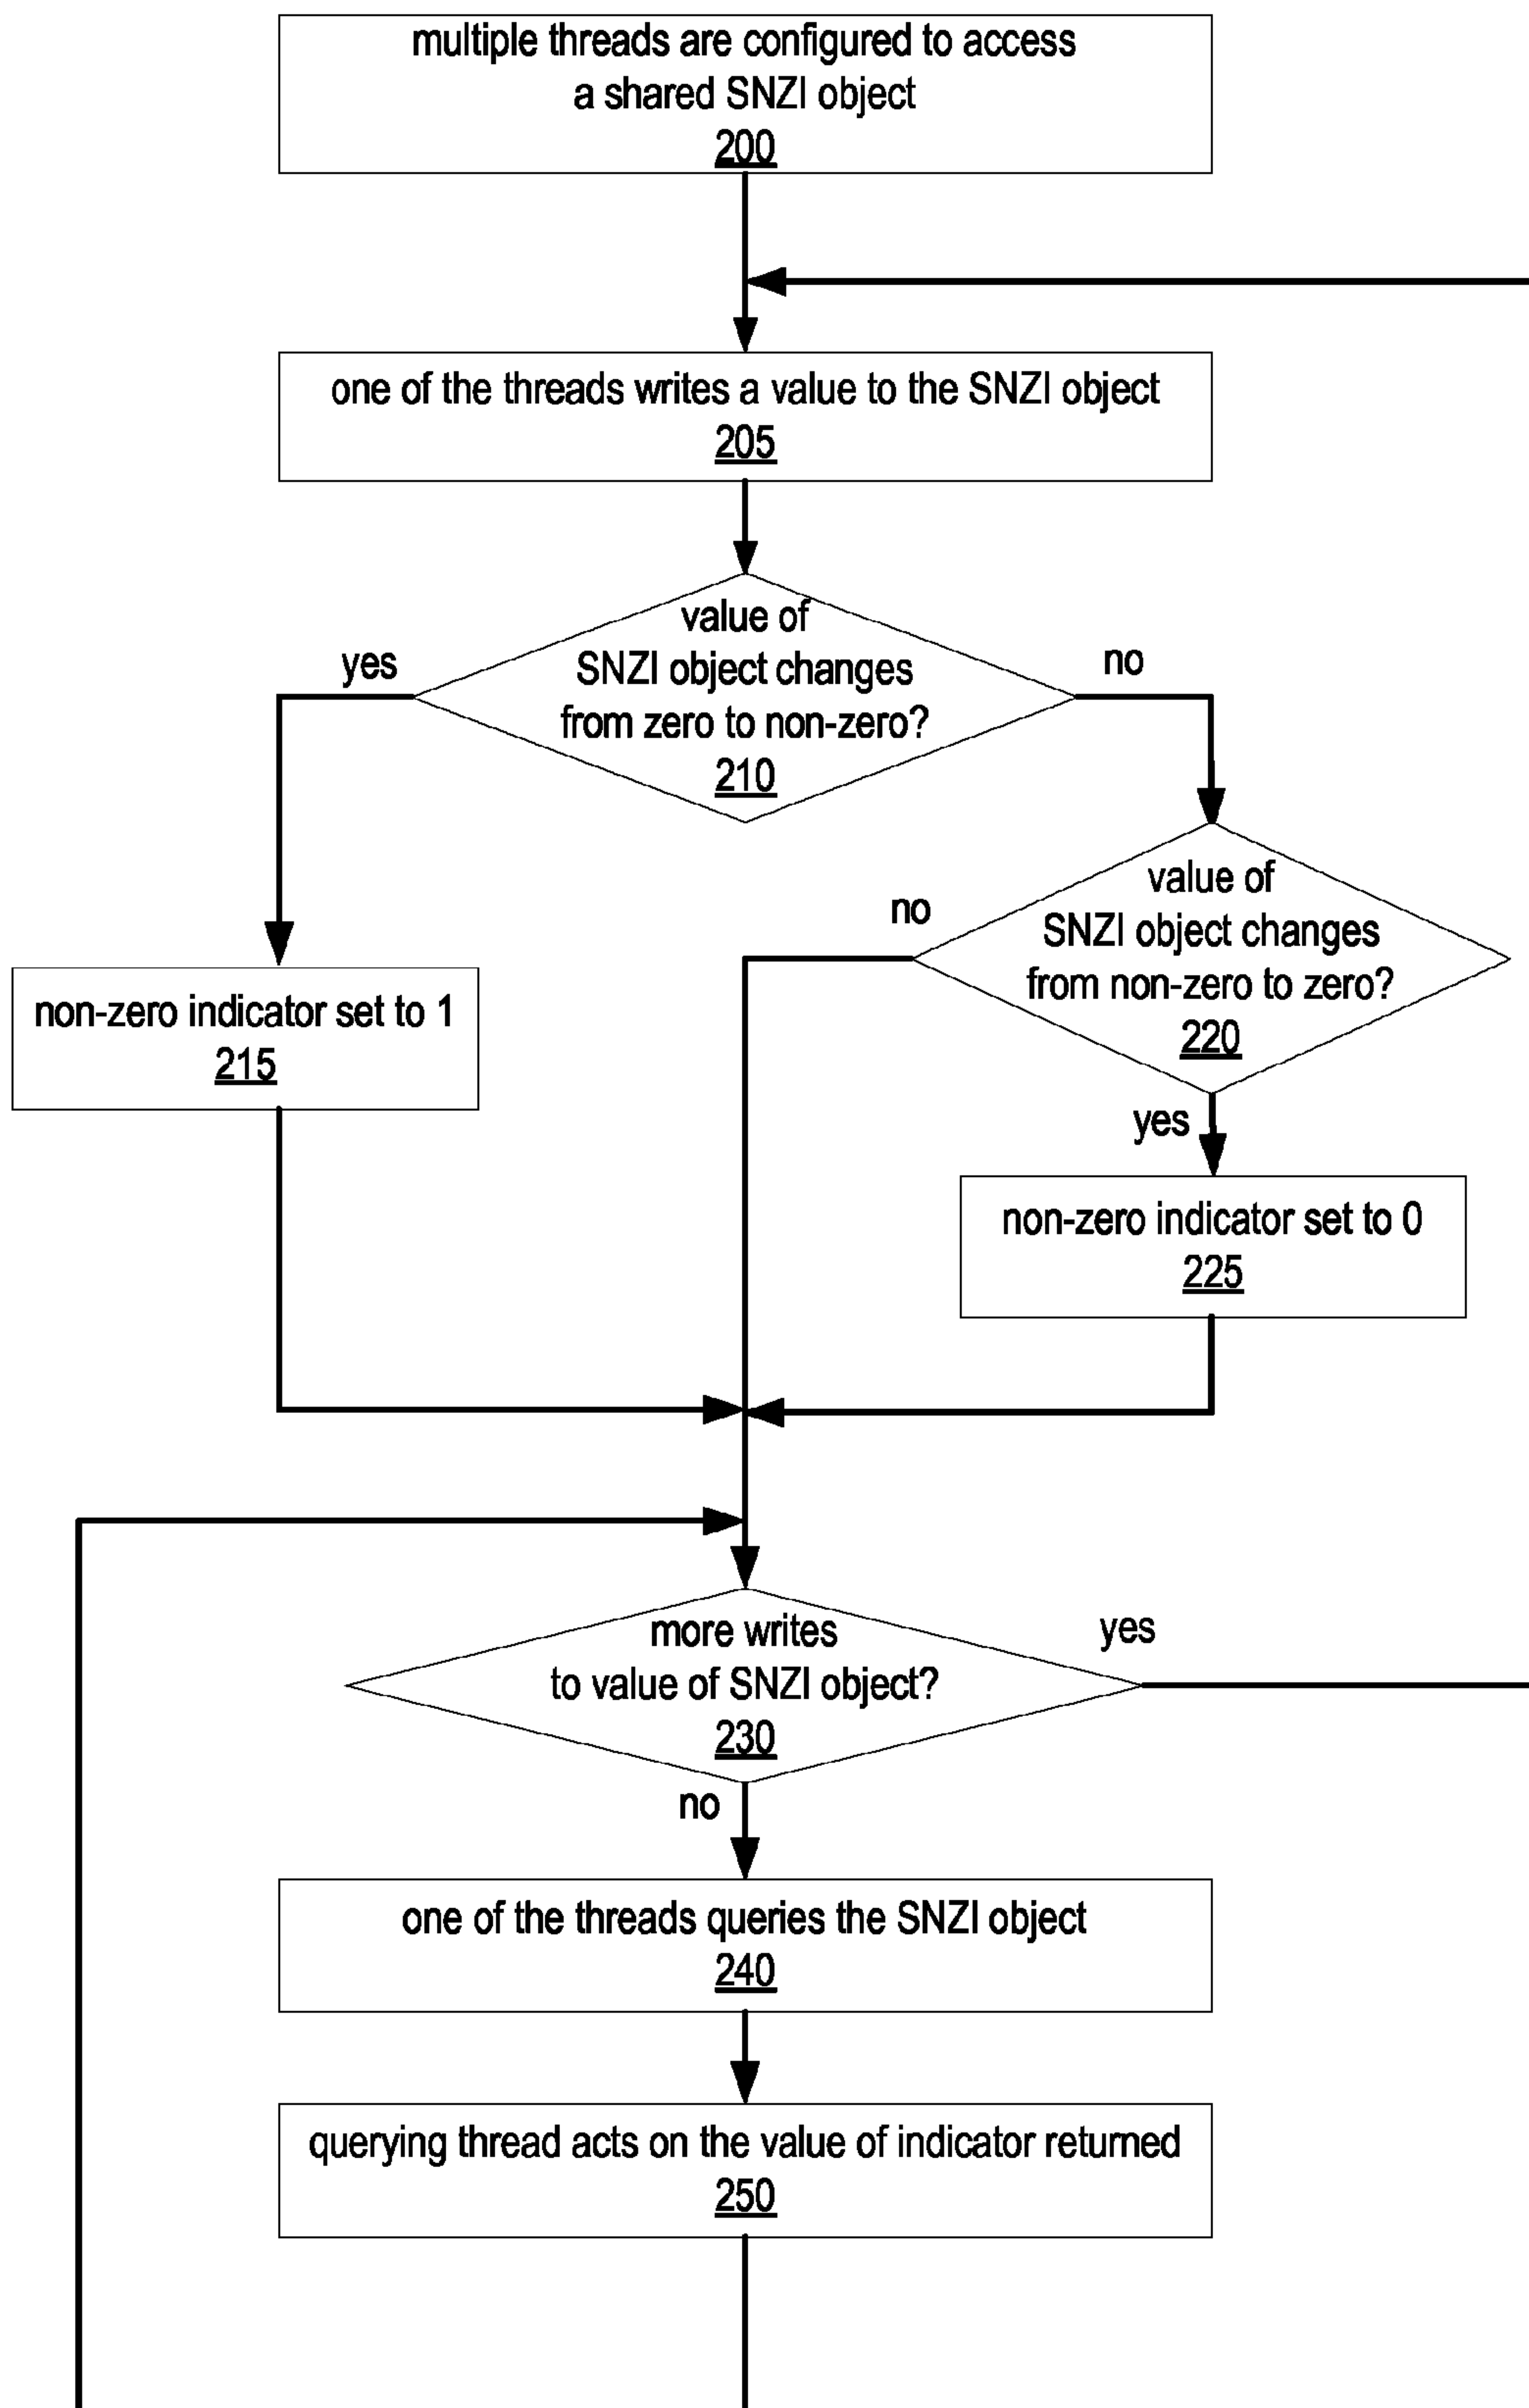 multiple threads are configured to access
a shared SNZI object
200
one of the threads writes a value to the SNZI object
205
value of
SNZI object changes
from zero to non-zero?
210
yes
no
value of
SNZI object changes
from non-zero to zero?
220
no
yes
non-zero indicator set to 1
215
non-zero indicator set to 0
225
more writes
to value of SNZI object?
230
yes
no
one of the threads queries the SNZI object
240
querying thread acts on the value of indicator returned
250